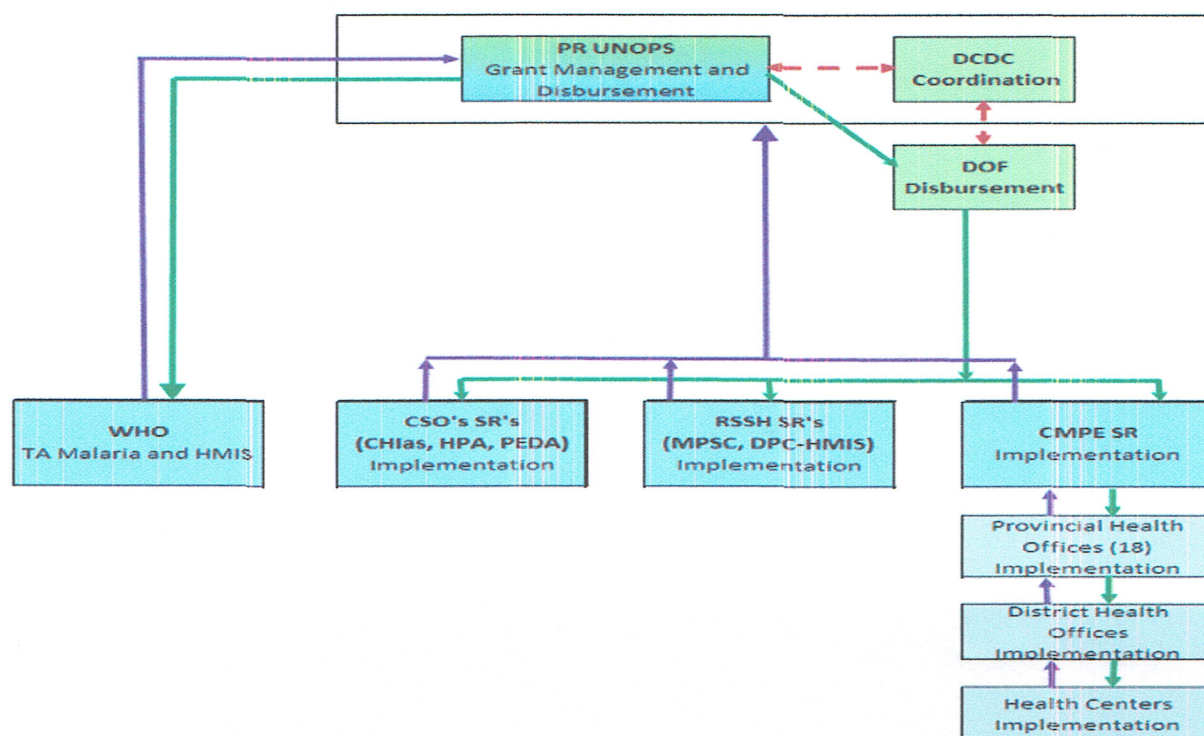 PR UNOPS
Grant Management and
Disbursement
DCDC
Coordination
DOF
Disbursement
WHO
TA Malaria and HMIS
CSO's SR's
(CHIas, HPA, PEDA)
Implementation
RSSH SR's
(MPSC, DPC-HMIS)
Implementation
CMPE SR
Implementation
Provincial Health
Offices (18)
Implementation
District Health
Offices
Implementation
Health Centers
Implementation